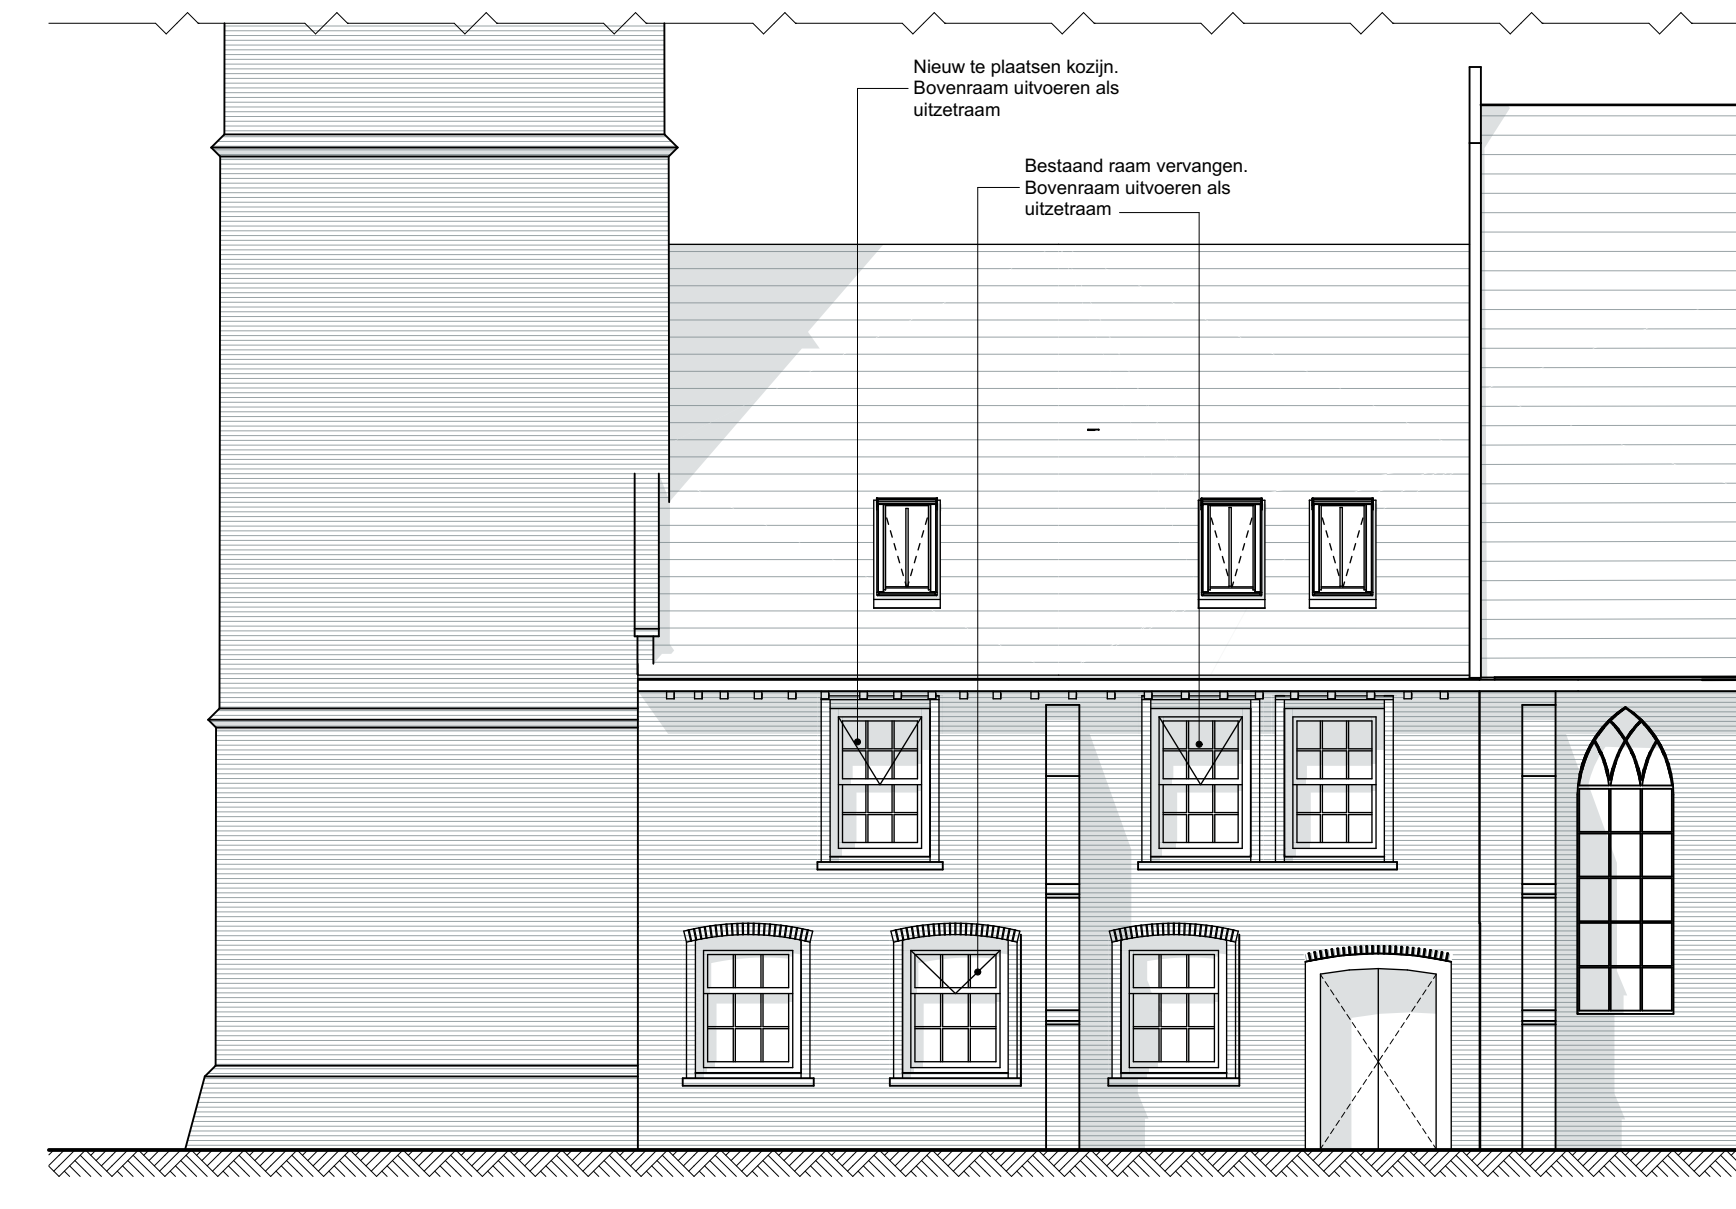 Nieuw te plaatsen kozijn.
Bovenraam uitvoeren als
uitzetraam
Bestaand raam vervangen.
Bovenraam uitvoeren als
uitzetraam